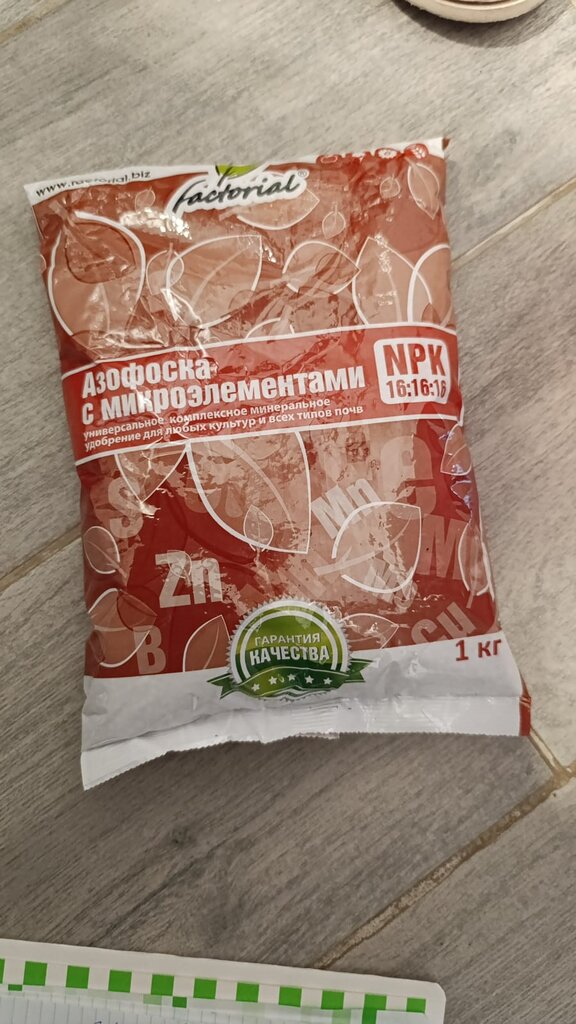 www.factorial.biz
factorial®
Азофоска
с микроэлементами
универсальное комплексное минеральное
удобрение для любых культур и всех типов почв
NPK
16:16:16
S
Mn
Zn
B
Cu
M
ГАРАНТИЯ
КАЧЕСТВА
1 кг